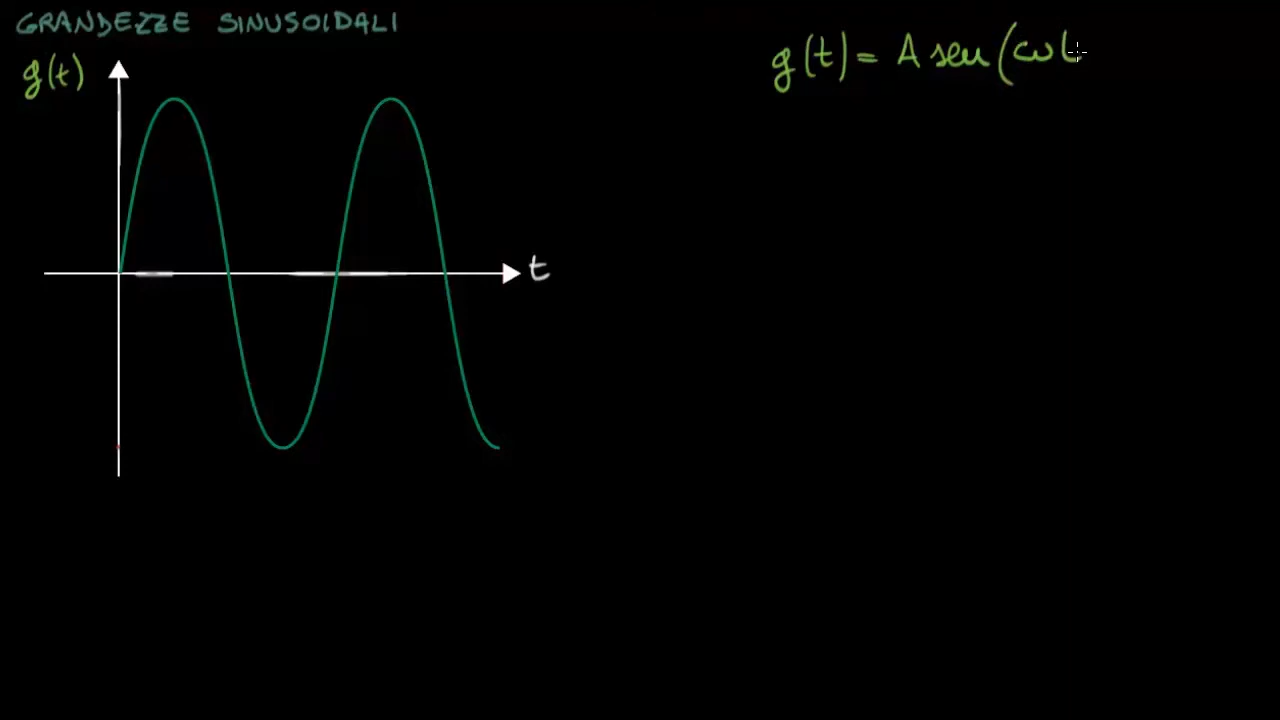 GRANDEZZE SINUSOIDALI
g(t)
g(t) = A sen (ωt
t